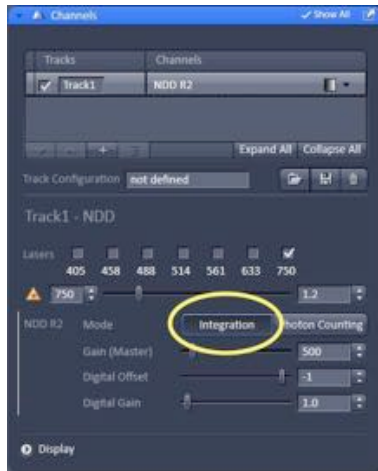 Channels Show All
Tracks Channels
Track1 NDD R2
Expand All Collapse All
Track Configuration not defined
Track1 - NDD
Lasers
405 458 488 514 561 633 750
750 1.2
NDD R2 Mode Integration Photon Counting
Gain (Master) 500
Digital Offset -1
Digital Gain 1.0
Display